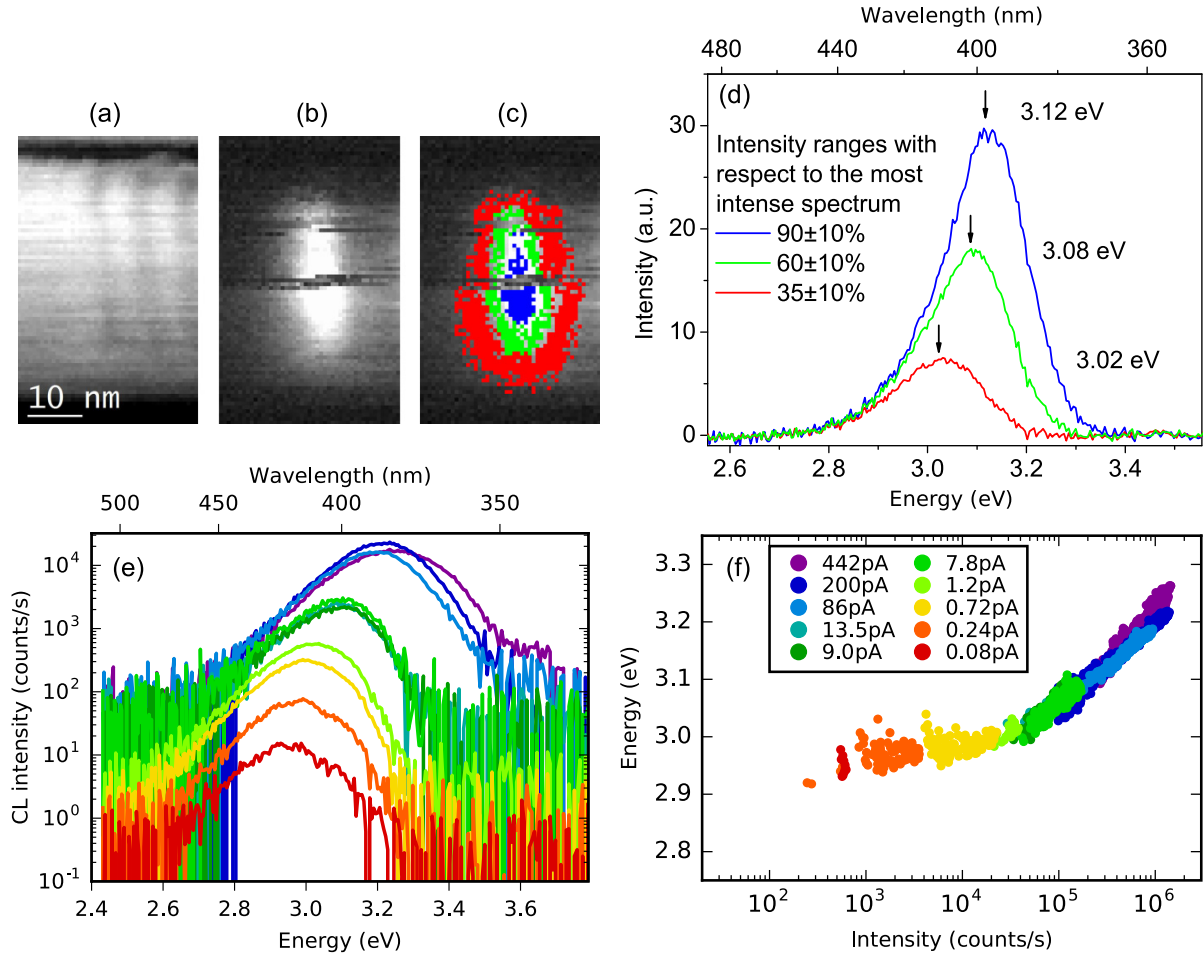 (a)
(b)
(c)
10 nm
Wavelength (nm)
480 440 400 360
(d)
3.12 eV
Intensity ranges with
respect to the most
intense spectrum
90±10%
60±10%
35±10%
3.08 eV
3.02 eV
Intensity (a.u.)
30
20
10
0
2.6 2.8 3.0 3.2 3.4
Energy (eV)
Wavelength (nm)
500 450 400 350
(e)
CL intensity (counts/s)
10^4
10^3
10^2
10^1
10^0
10^-1
2.4 2.6 2.8 3.0 3.2 3.4 3.6
Energy (eV)
(f)
442pA 7.8pA
200pA 1.2pA
86pA 0.72pA
13.5pA 0.24pA
9.0pA 0.08pA
Energy (eV)
3.3
3.2
3.1
3.0
2.9
2.8
10^2 10^3 10^4 10^5 10^6
Intensity (counts/s)